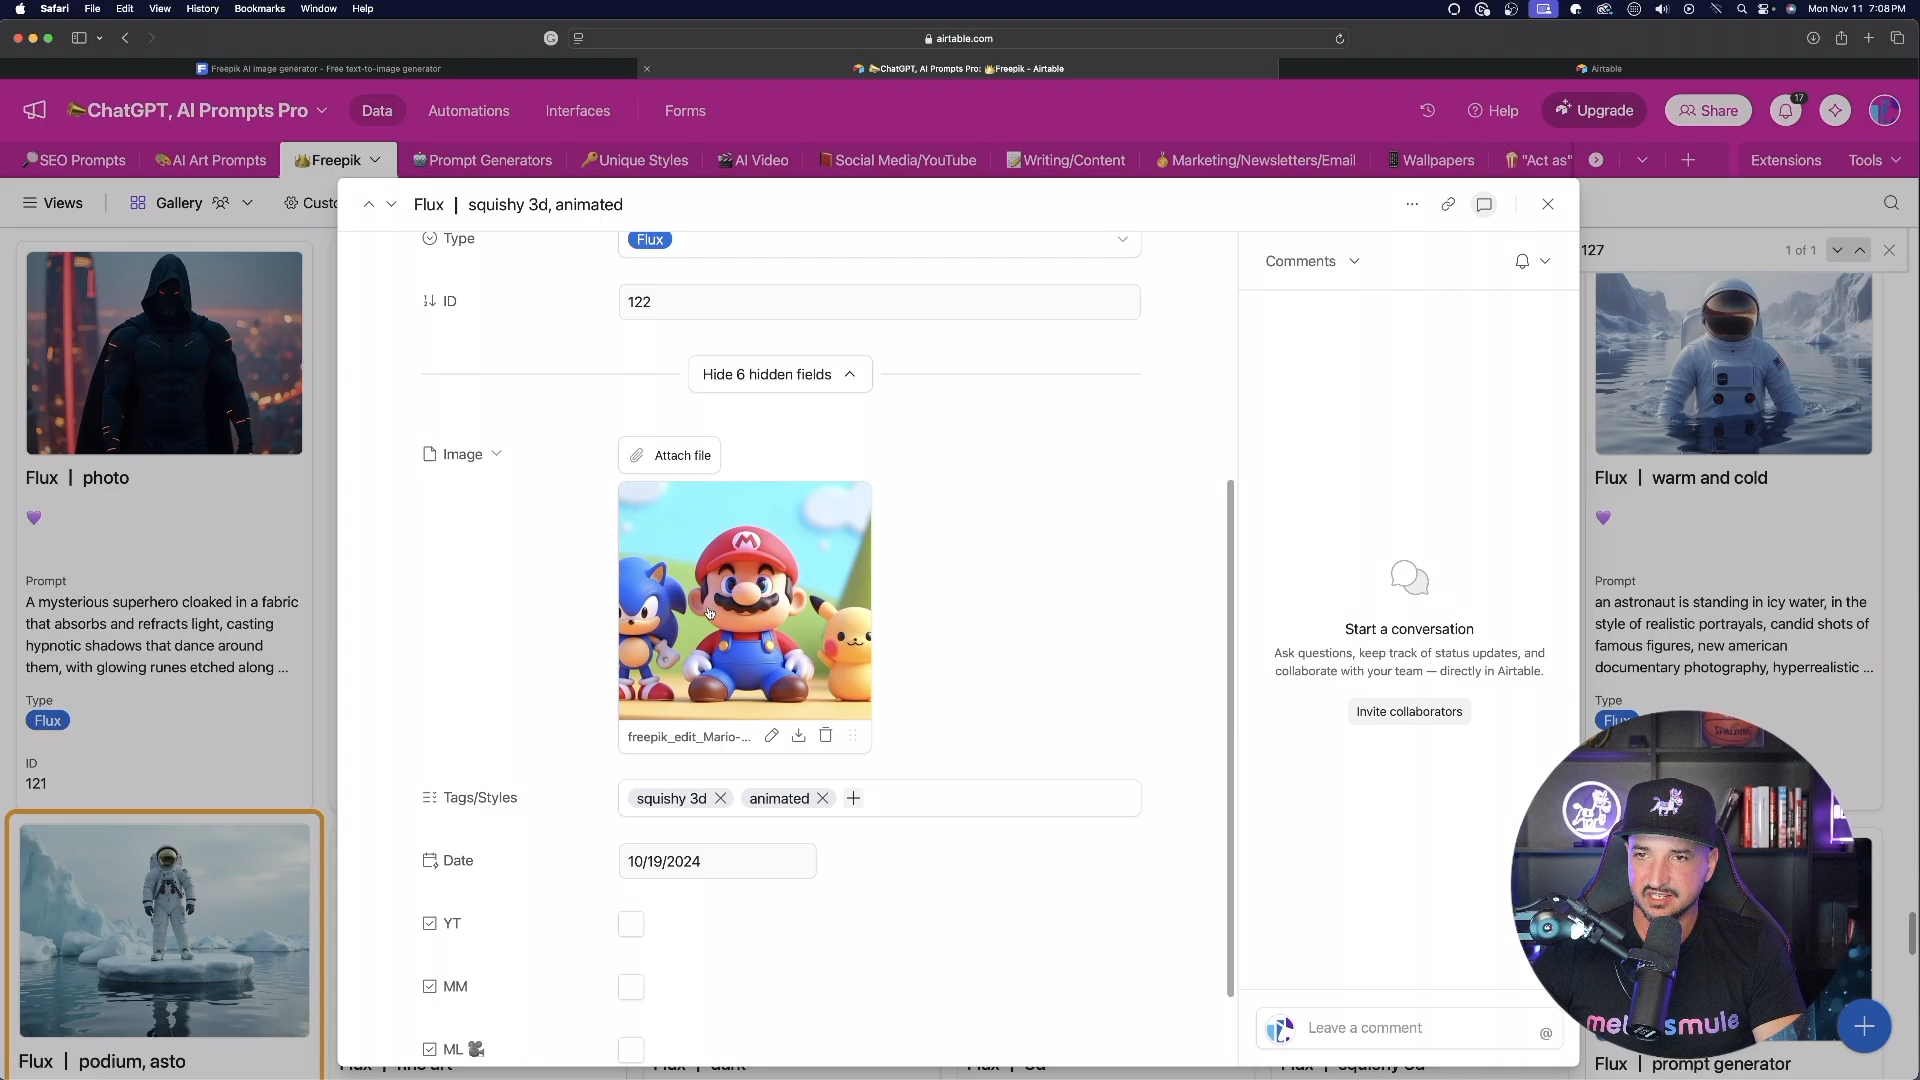 Safari File Edit View History Bookmarks Window Help
Mon Nov 11 7:08 PM
airtable.com
Freepik AI image generator - Free text-to-image generator
ChatGPT, AI Prompts Pro: Freepik - Airtable
Airtable
ChatGPT, AI Prompts Pro
Data
Automations
Interfaces
Forms
Help
Upgrade
Share
17
SEO Prompts
AI Art Prompts
Freepik
Prompt Generators
Unique Styles
AI Video
Social Media/YouTube
Writing/Content
Marketing/Newsletters/Email
Wallpapers
"Act as"
Extensions
Tools
Views
Gallery
Custo
Flux | squishy 3d, animated
127
1 of 1
Type
Flux
ID
122
Hide 6 hidden fields
Image
Attach file
M
freepik_edit_Mario-...
Tags/Styles
squishy 3d
animated
Date
10/19/2024
YT
MM
ML
Comments
Start a conversation
Ask questions, keep track of status updates, and
collaborate with your team — directly in Airtable.
Invite collaborators
Leave a comment
@
Flux | photo
Prompt
A mysterious superhero cloaked in a fabric
that absorbs and refracts light, casting
hypnotic shadows that dance around
them, with glowing runes etched along ...
Type
Flux
ID
121
Flux | podium, asto
Flux | warm and cold
Prompt
an astronaut is standing in icy water, in the
style of realistic portrayals, candid shots of
famous figures, new american
documentary photography, hyperrealistic ...
Type
Flux
SPALDING
smule
Flux | prompt generator